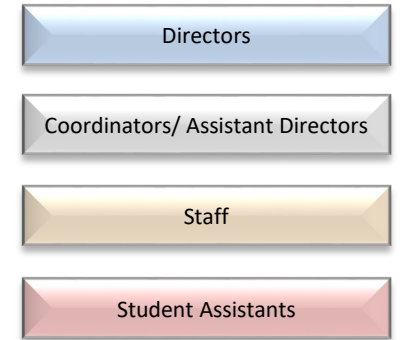 Directors
Coordinators/ Assistant Directors
Staff
Student Assistants